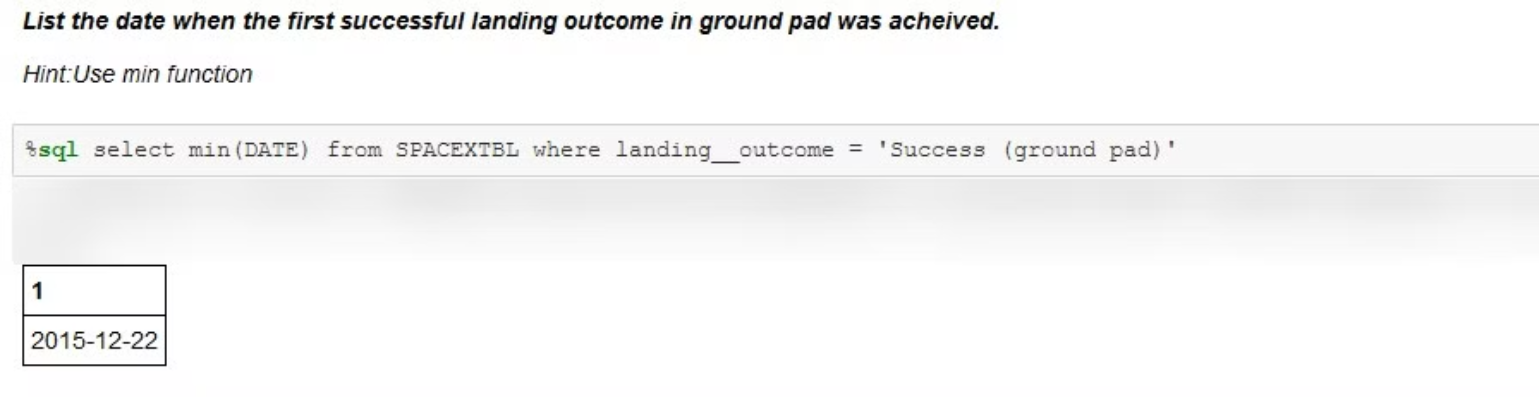 List the date when the first successful landing outcome in ground pad was acheived.
Hint:Use min function
%sql select min(DATE) from SPACEXTBL where landing__outcome = 'Success (ground pad)'
1
2015-12-22